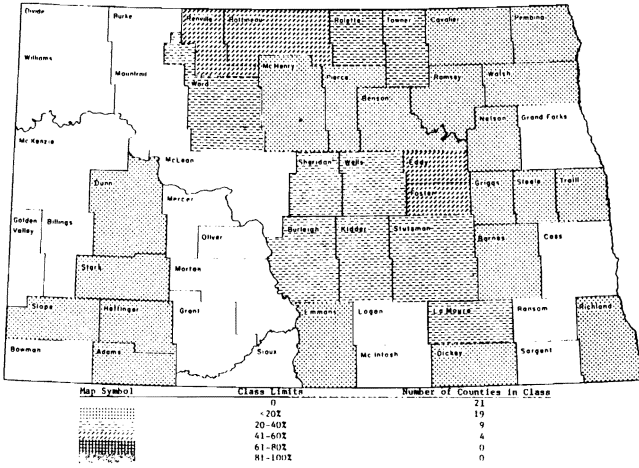 Divide Burke Renville Bottineau Rolette Towner Cavalier Pembina
Williams Mountrail Ward McHenry Pierce Benson Ramsey Walsh
Nelson Grand Forks
Mc Kenzie McLean Sheridan Wells Eddy
Dunn Mercer Foster Griggs Steele Traill
Golden Valley Billings Oliver Burleigh Kidder Stutsman Barnes Cass
Stark Morton
Slope Hettinger Grant Emmons Logan La Moure Ransom Richland
Bowman Adams Sioux Mc Intosh Dickey Sargent
Map Symbol Class Limits Number of Counties in Class
0 21
<20% 19
20-40% 9
41-60% 4
61-80% 0
81-100% 0